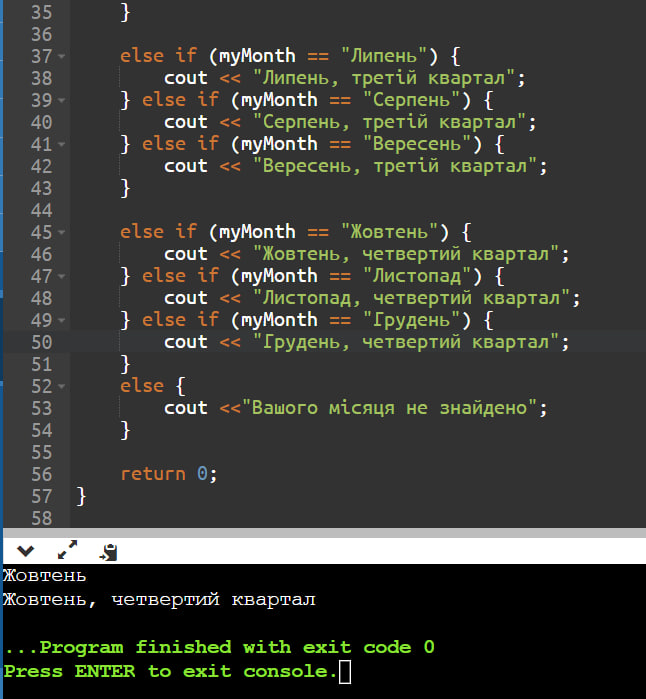 35     }
36
37     else if (myMonth == "Липень") {
38         cout << "Липень, третій квартал";
39     } else if (myMonth == "Серпень") {
40         cout << "Серпень, третій квартал";
41     } else if (myMonth == "Вересень") {
42         cout << "Вересень, третій квартал";
43     }
44
45     else if (myMonth == "Жовтень") {
46         cout << "Жовтень, четвертий квартал";
47     } else if (myMonth == "Листопад") {
48         cout << "Листопад, четвертий квартал";
49     } else if (myMonth == "Грудень") {
50         cout << "Грудень, четвертий квартал";
51     }
52     else {
53         cout <<"Вашого місяця не знайдено";
54     }
55
56     return 0;
57 }
58
Жовтень
Жовтень, четвертий квартал
...Program finished with exit code 0
Press ENTER to exit console.